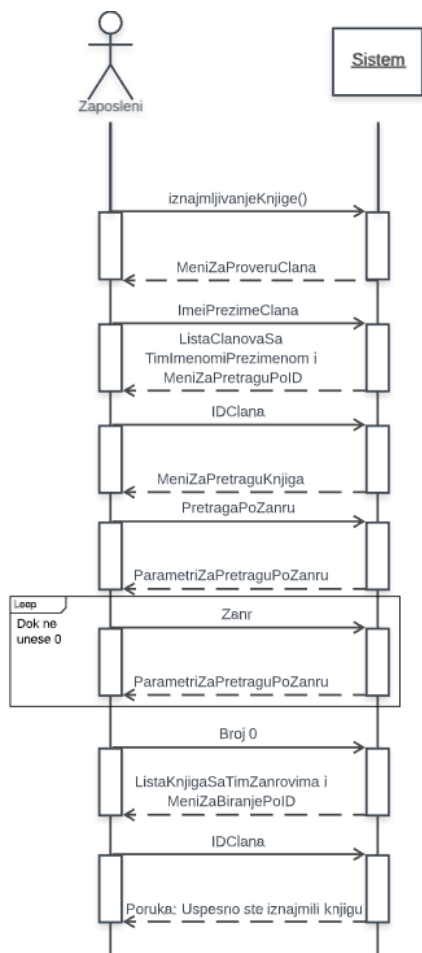 Zaposleni
Sistem
iznajmljivanjeKnjige()
MeniZaProveruClana
ImeiPrezimeClana
ListaClanovaSa
TimImenomiPrezimenom i
MeniZaPretraguPoID
IDClana
MeniZaPretraguKnjiga
PretragaPoZanru
ParametriZaPretraguPoZanru
Loop
Dok ne
unese 0
Zanr
ParametriZaPretraguPoZanru
Broj 0
ListaKnjigaSaTimZanrovima i
MeniZaBiranjePoID
IDClana
Poruka: Uspesno ste iznajmili knjigu